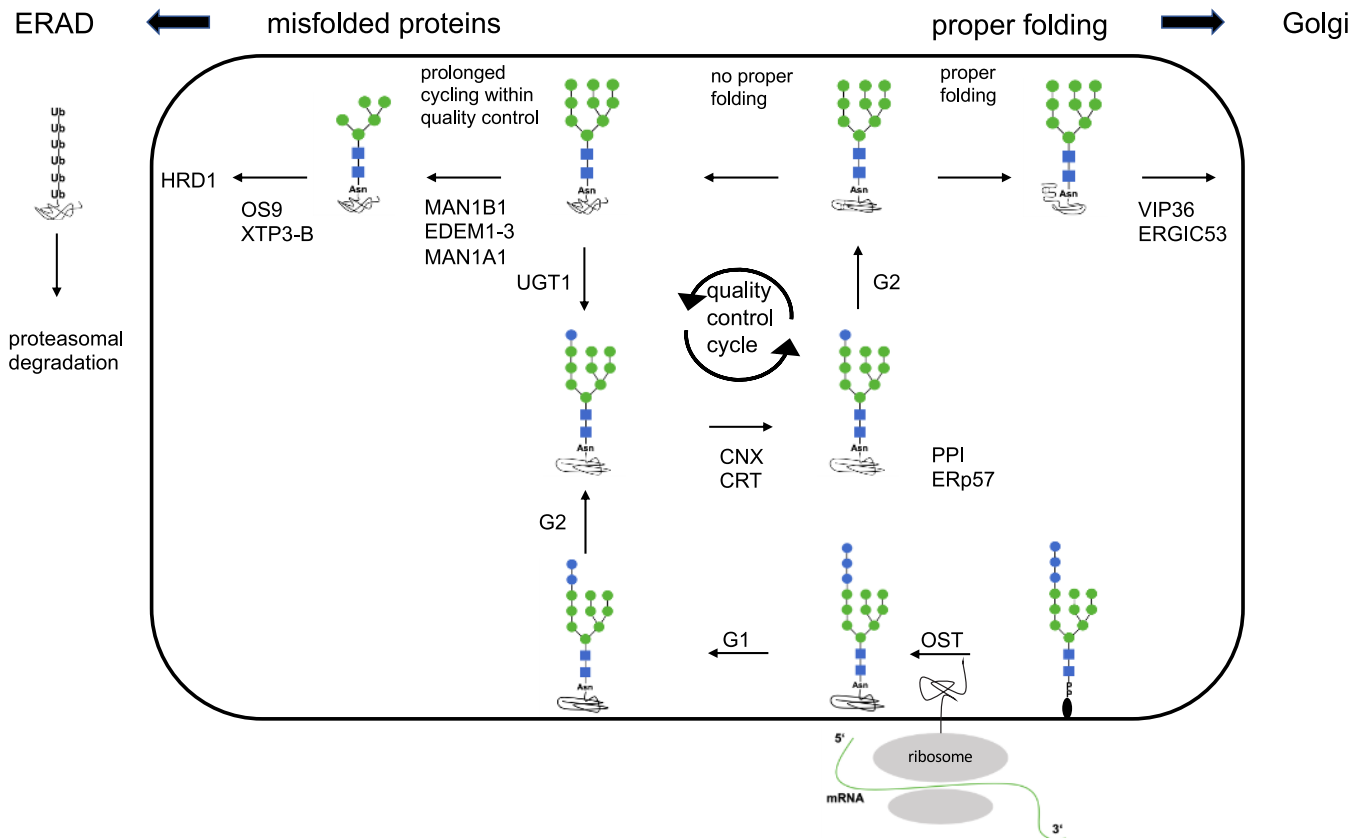 ERAD
misfolded proteins
proper folding
Golgi
prolonged
cycling within
quality control
no proper
folding
proper
folding
Ub
Ub
Ub
Ub
Ub
Ub
HRD1
Asn
Asn
Asn
Asn
OS9
XTP3-B
MAN1B1
EDEM1-3
MAN1A1
VIP36
ERGIC53
UGT1
quality
control
cycle
G2
proteasomal
degradation
Asn
Asn
CNX
CRT
PPI
ERp57
G2
G1
OST
Asn
Asn
P
P
5'
ribosome
mRNA
3'